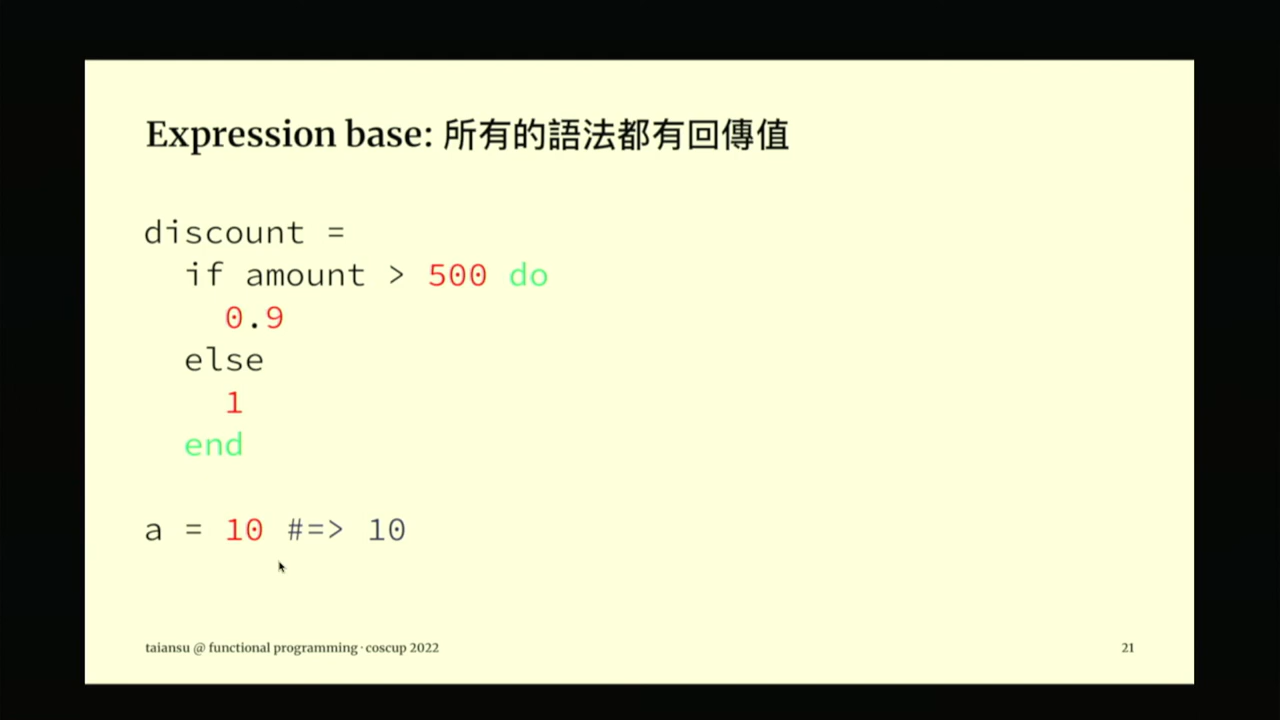 Expression base: 所有的語法都有回傳值
discount =
if amount > 500 do
0.9
else
1
end
a = 10 #=> 10
taiansu @ functional programming · coscup 2022
21